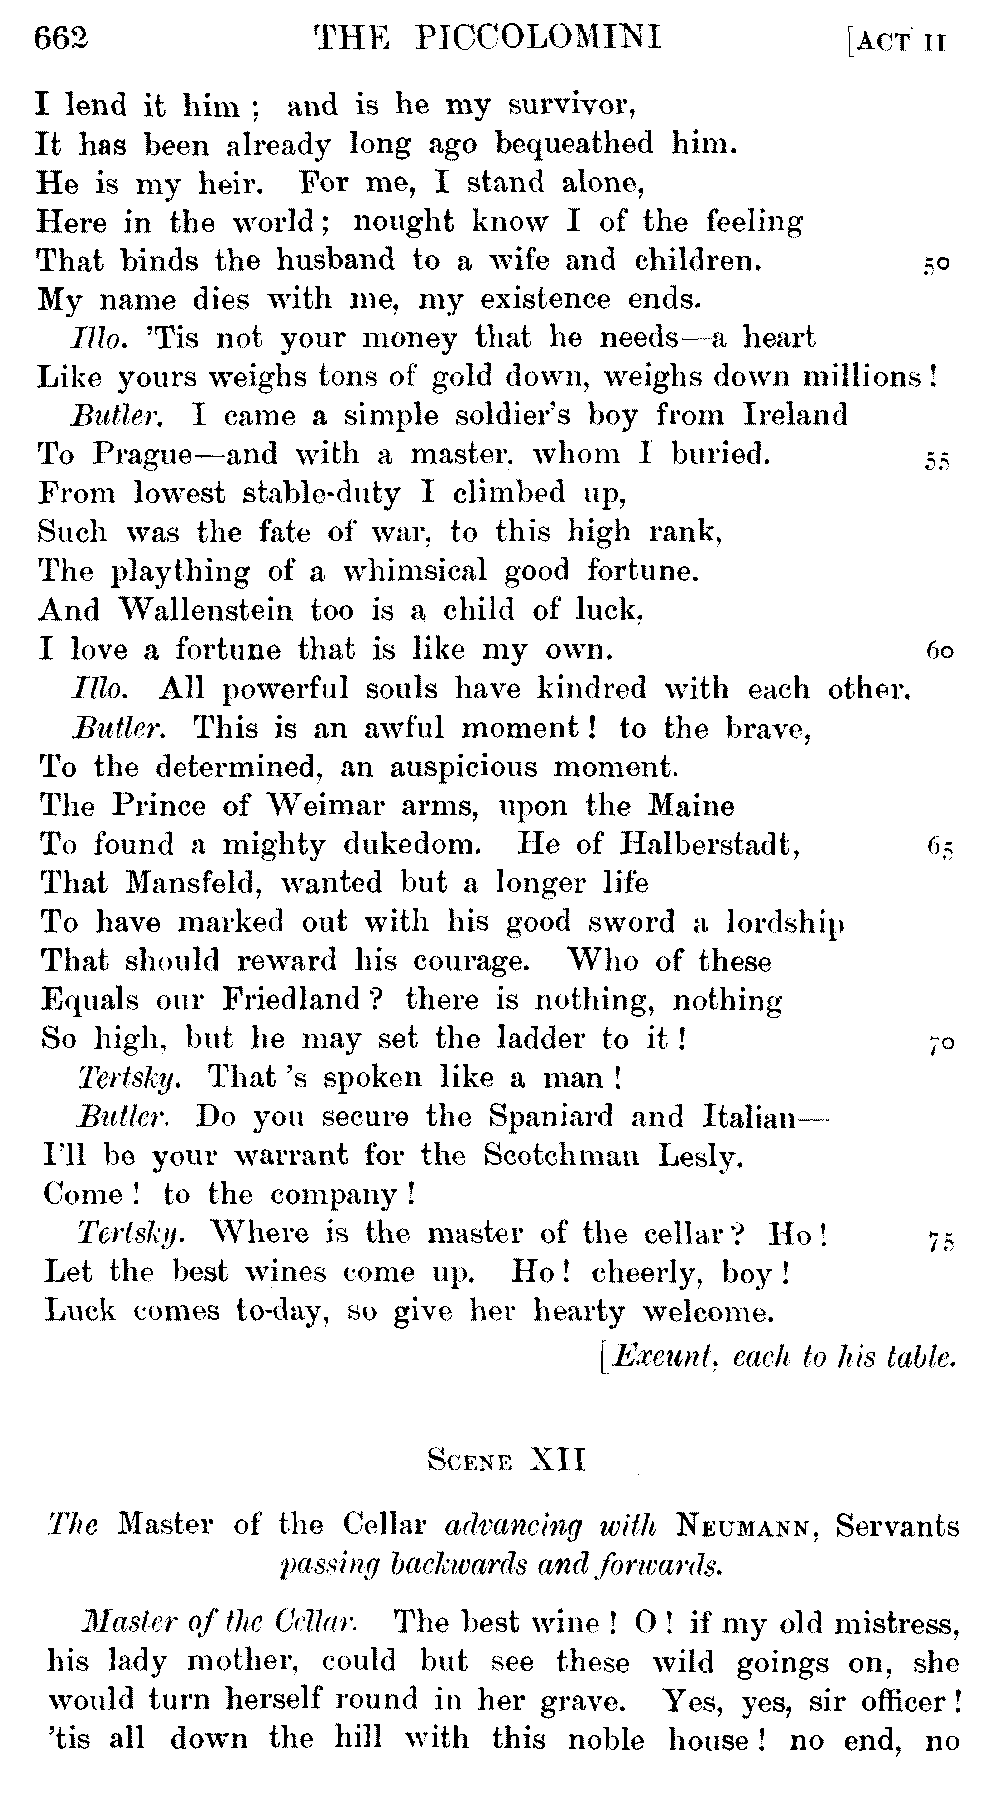 662 THE PICCOLOMINI [ACT II
I lend it him ; and is he my survivor,
It has been already long ago bequeathed him.
He is my heir. For me, I stand alone,
Here in the world ; nought know I of the feeling
That binds the husband to a wife and children. 50
My name dies with me, my existence ends.
Illo. 'Tis not your money that he needs—a heart
Like yours weighs tons of gold down, weighs down millions !
Butler. I came a simple soldier's boy from Ireland
To Prague—and with a master, whom I buried. 55
From lowest stable-duty I climbed up,
Such was the fate of war, to this high rank,
The plaything of a whimsical good fortune.
And Wallenstein too is a child of luck,
I love a fortune that is like my own. 60
Illo. All powerful souls have kindred with each other.
Butler. This is an awful moment ! to the brave,
To the determined, an auspicious moment.
The Prince of Weimar arms, upon the Maine
To found a mighty dukedom. He of Halberstadt, 65
That Mansfeld, wanted but a longer life
To have marked out with his good sword a lordship
That should reward his courage. Who of these
Equals our Friedland ? there is nothing, nothing
So high, but he may set the ladder to it ! 70
Tertsky. That 's spoken like a man !
Butler. Do you secure the Spaniard and Italian—
I'll be your warrant for the Scotchman Lesly.
Come ! to the company !
Tertsky. Where is the master of the cellar ? Ho ! 75
Let the best wines come up. Ho ! cheerly, boy !
Luck comes to-day, so give her hearty welcome.
[Exeunt, each to his table.
SCENE XII
The Master of the Cellar advancing with NEUMANN, Servants
passing backwards and forwards.
Master of the Cellar. The best wine ! O ! if my old mistress,
his lady mother, could but see these wild goings on, she
would turn herself round in her grave. Yes, yes, sir officer !
'tis all down the hill with this noble house ! no end, no